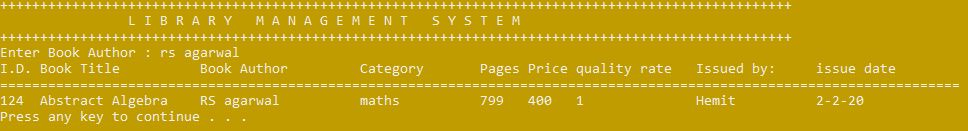 ++++++++++++++++++++++++++++++++++++++++++++++++++++++++++++++++++++++++++++++++++++++++++++++++++++
L I B R A R Y   M A N A G E M E N T   S Y S T E M
++++++++++++++++++++++++++++++++++++++++++++++++++++++++++++++++++++++++++++++++++++++++++++++++++++
Enter Book Author : rs agarwal
I.D. Book Title          Book Author         Category       Pages Price quality rate   Issued by:     issue date
========================================================================================================================
124  Abstract Algebra    RS agarwal          maths          799   400   1              Hemit          2-2-20
Press any key to continue . . .